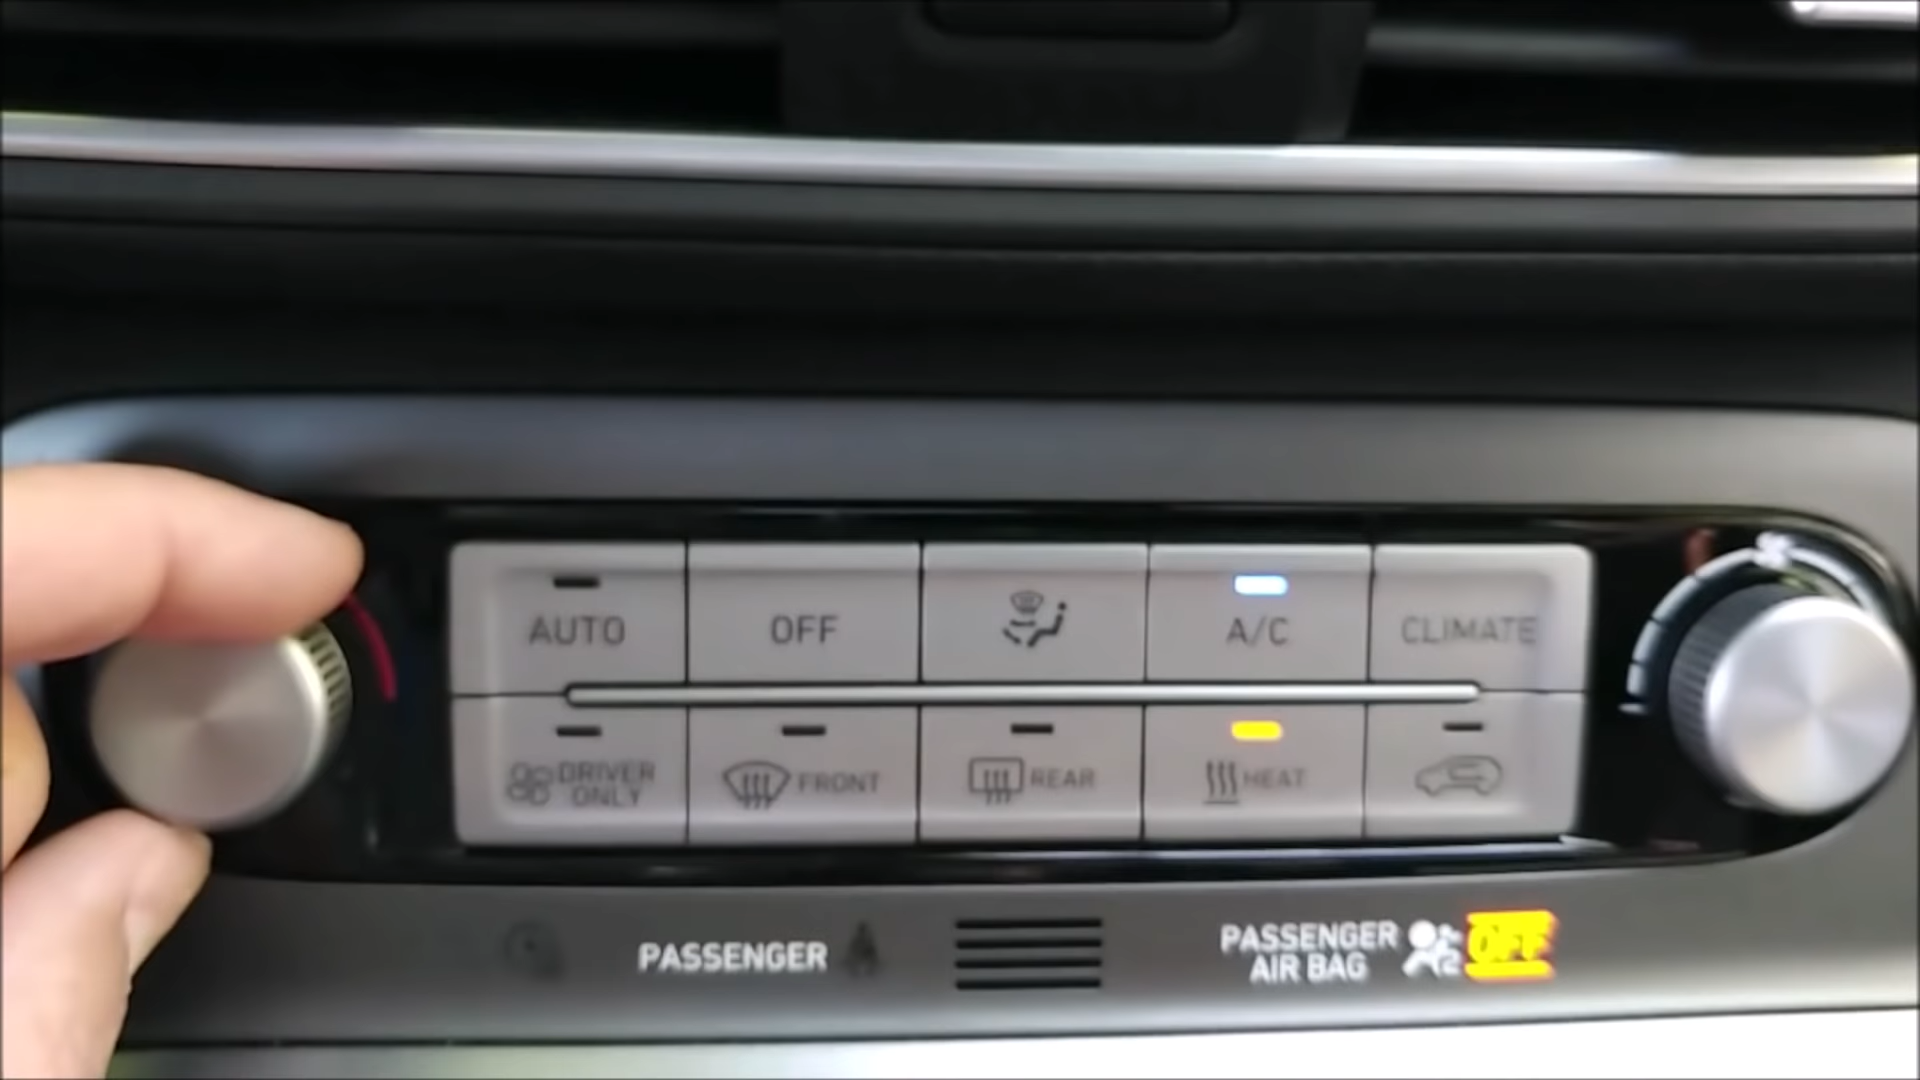 AUTO
OFF
A/C
CLIMATE
DRIVER
ONLY
FRONT
REAR
HEAT
PASSENGER
PASSENGER
AIR BAG
OFF